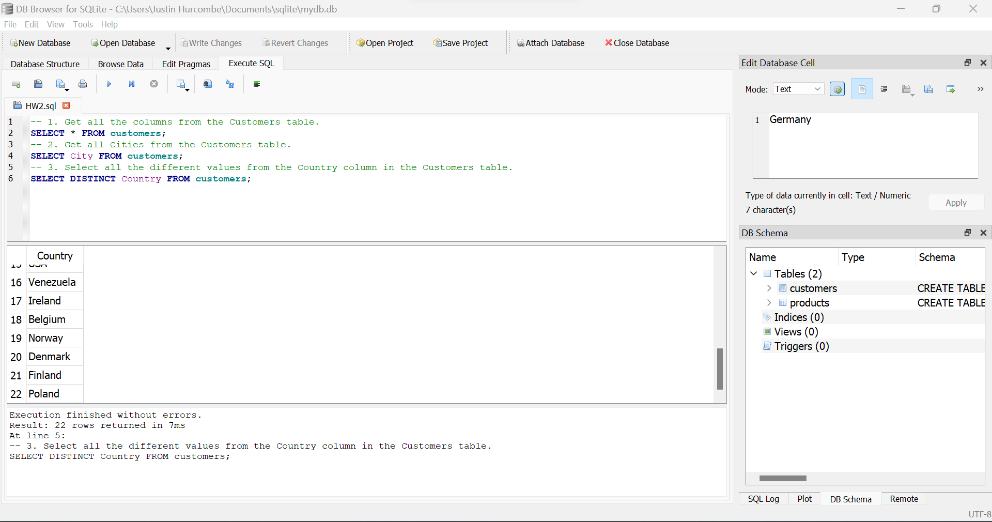 DB Browser for SQLite - C:\Users\Justin Hurcombe\Documents\sqlite\mydb.db
File Edit View Tools Help
New Database Open Database Write Changes Revert Changes Open Project Save Project Attach Database Close Database
Database Structure Browse Data Edit Pragmas Execute SQL
HW2.sql
1 -- 1. Get all the columns from the Customers table.
2 SELECT * FROM customers;
3 -- 2. Get all Cities from the Customers table.
4 SELECT City FROM customers;
5 -- 3. Select all the different values from the Country column in the Customers table.
6 SELECT DISTINCT Country FROM customers;
Country
15 USA
16 Venezuela
17 Ireland
18 Belgium
19 Norway
20 Denmark
21 Finland
22 Poland
Execution finished without errors.
Result: 22 rows returned in 7ms
At line 5:
-- 3. Select all the different values from the Country column in the Customers table.
SELECT DISTINCT Country FROM customers;
Edit Database Cell
Mode: Text
1 Germany
Type of data currently in cell: Text / Numeric
7 character(s)
Apply
DB Schema
Name Type Schema
Tables (2)
customers CREATE TABLE
products CREATE TABLE
Indices (0)
Views (0)
Triggers (0)
SQL Log Plot DB Schema Remote
UTF-8